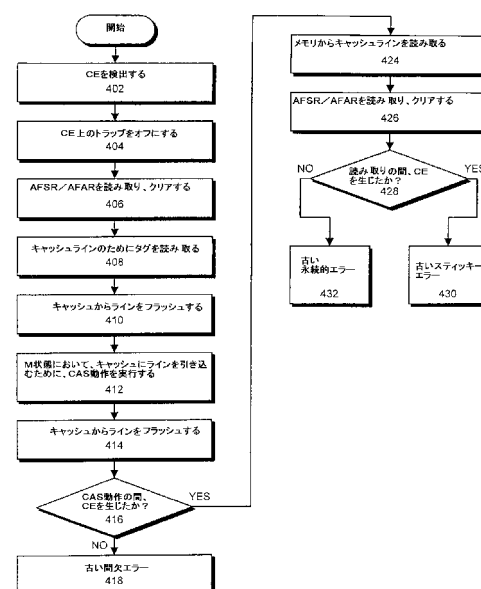 開始
CEを検出する
402
CE上のトラップをオフにする
404
AFSR/AFARを読み取り、クリアする
406
キャッシュラインのためにタグを読み取る
408
キャッシュからラインをフラッシュする
410
M状態において、キャッシュにラインを引き込
むために、CAS動作を実行する
412
キャッシュからラインをフラッシュする
414
CAS動作の間、
CEを生じたか?
416
YES
NO
古い間欠エラー
418
メモリからキャッシュラインを読み取る
424
AFSR/AFARを読み取り、クリアする
426
NO
読み取りの間、CE
を生じたか?
428
YES
古い
永続的エラー
432
古いスティッキー
エラー
430